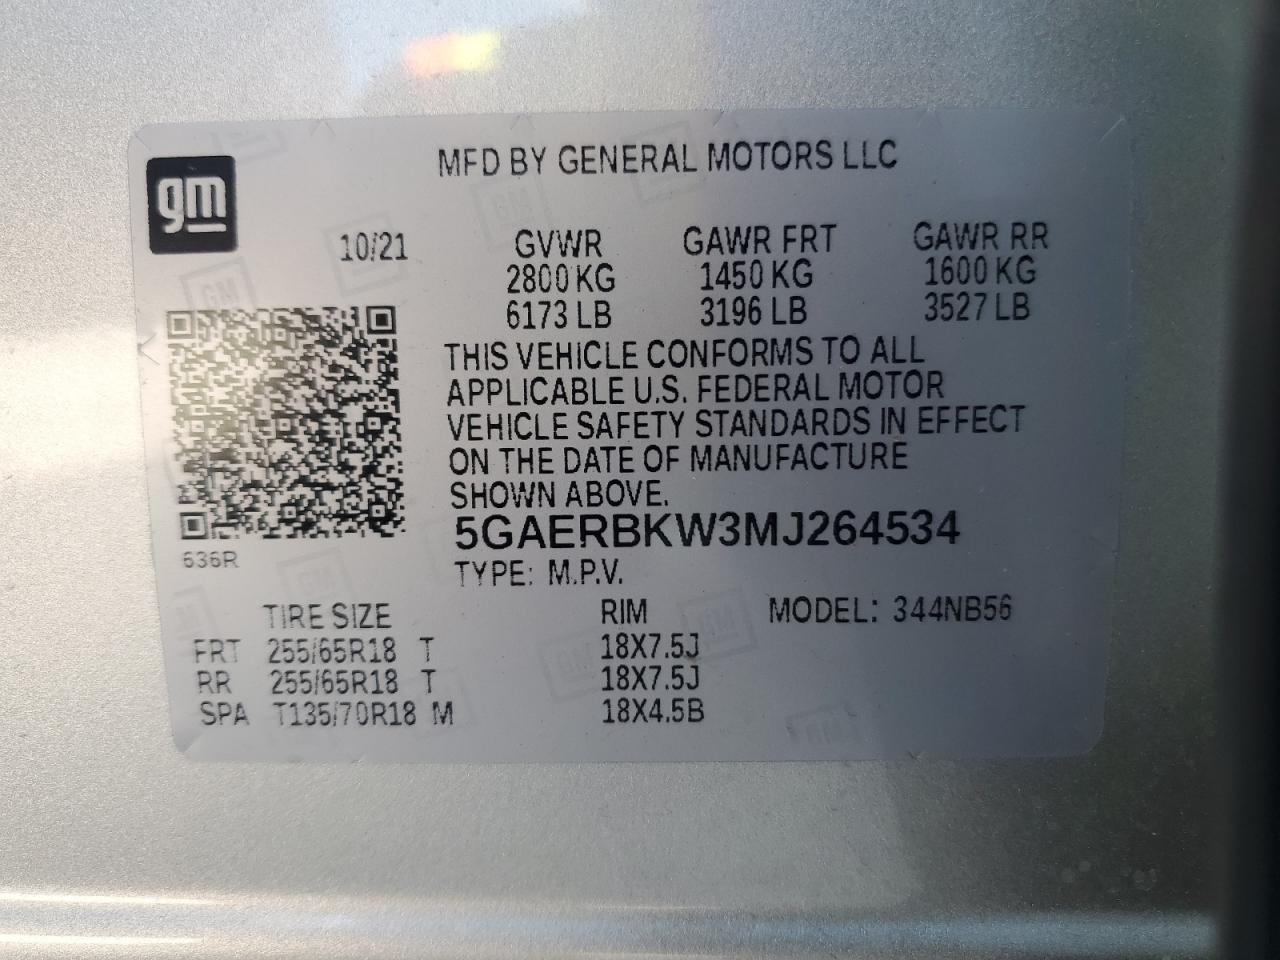 MFD BY GENERAL MOTORS LLC
gm
10/21 GVWR GAWR FRT GAWR RR
2800 KG 1450 KG 1600 KG
6173 LB 3196 LB 3527 LB
THIS VEHICLE CONFORMS TO ALL
APPLICABLE U.S. FEDERAL MOTOR
VEHICLE SAFETY STANDARDS IN EFFECT
ON THE DATE OF MANUFACTURE
SHOWN ABOVE.
5GAERBKW3MJ264534
636R
TYPE: M.P.V.
TIRE SIZE RIM MODEL: 344NB56
FRT 255/65R18 T 18X7.5J
RR 255/65R18 T 18X7.5J
SPA T135/70R18 M 18X4.5B